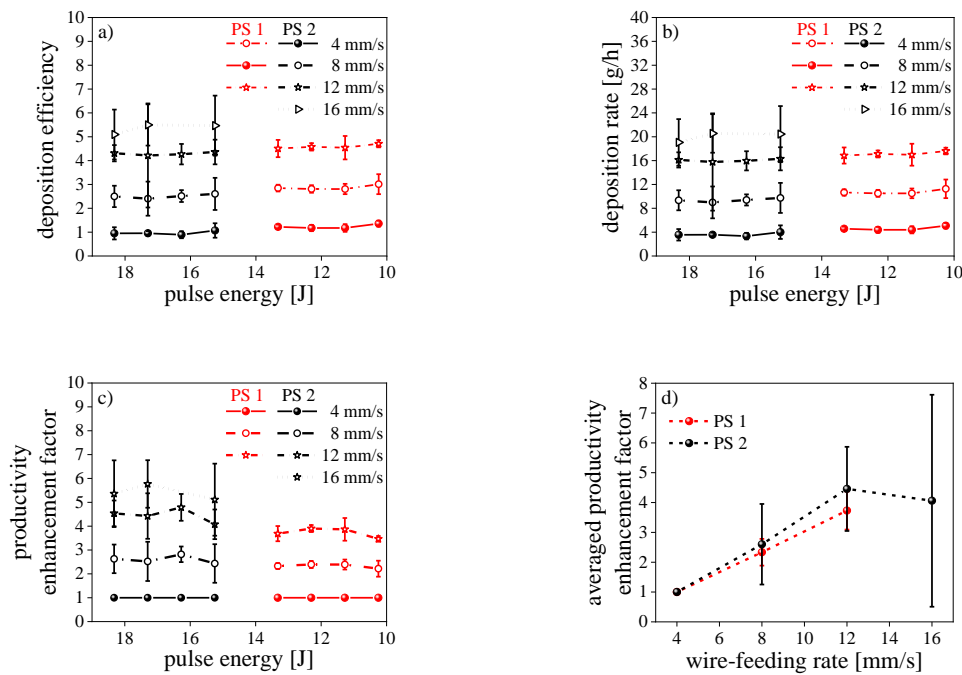 a)
PS 1 PS 2
4 mm/s
8 mm/s
12 mm/s
16 mm/s
10
9
8
7
6
5
4
3
2
1
0
deposition efficiency
18 16 14 12 10
pulse energy [J]
b)
PS 1 PS 2
4 mm/s
8 mm/s
12 mm/s
16 mm/s
40
36
32
28
24
20
16
12
8
4
0
deposition rate [g/h]
18 16 14 12 10
pulse energy [J]
c)
PS 1 PS 2
4 mm/s
8 mm/s
12 mm/s
16 mm/s
10
9
8
7
6
5
4
3
2
1
0
productivity
enhancement factor
18 16 14 12 10
pulse energy [J]
d)
PS 1
PS 2
8
7
6
5
4
3
2
1
0
averaged productivity
enhancement factor
4 6 8 10 12 14 16
wire-feeding rate [mm/s]